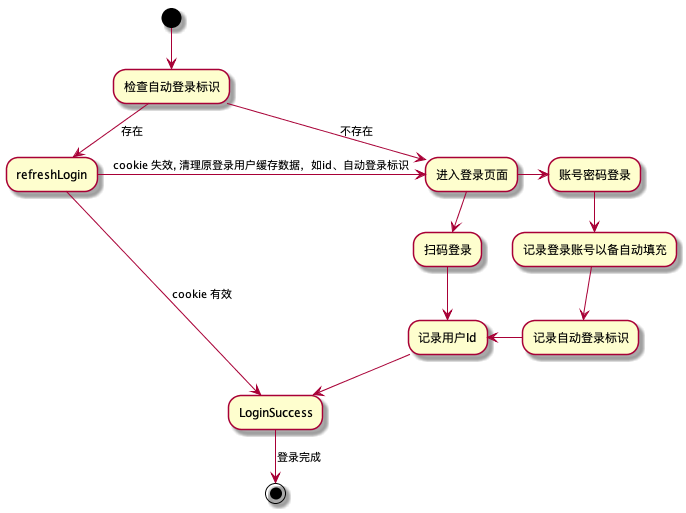 检查自动登录标识
存在
不存在
refreshLogin
cookie 失效, 清理原登录用户缓存数据，如id、自动登录标识
进入登录页面
账号密码登录
扫码登录
记录登录账号以备自动填充
cookie 有效
记录用户Id
记录自动登录标识
LoginSuccess
登录完成